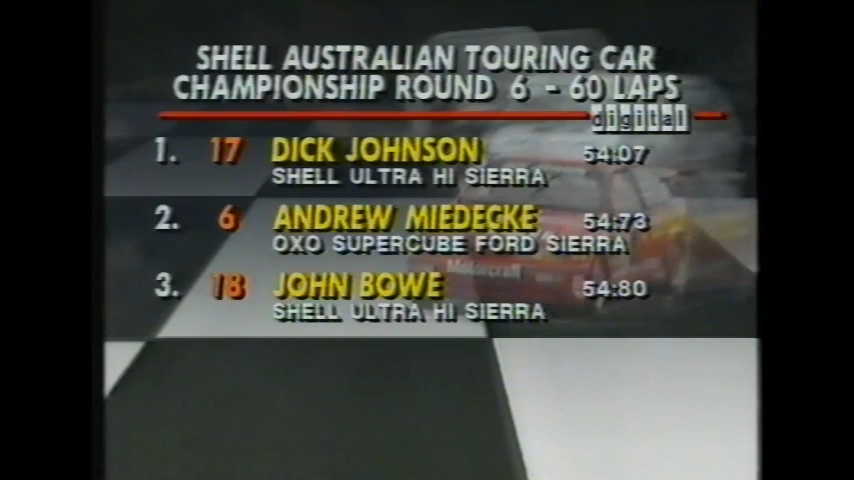 SHELL AUSTRALIAN TOURING CAR
CHAMPIONSHIP ROUND 6 - 60 LAPS
digital
1. 17 DICK JOHNSON 54:07
SHELL ULTRA HI SIERRA
2. 6 ANDREW MIEDECKE 54:73
OXO SUPERCUBE FORD SIERRA
Motorcraft
3. 18 JOHN BOWE 54:80
SHELL ULTRA HI SIERRA